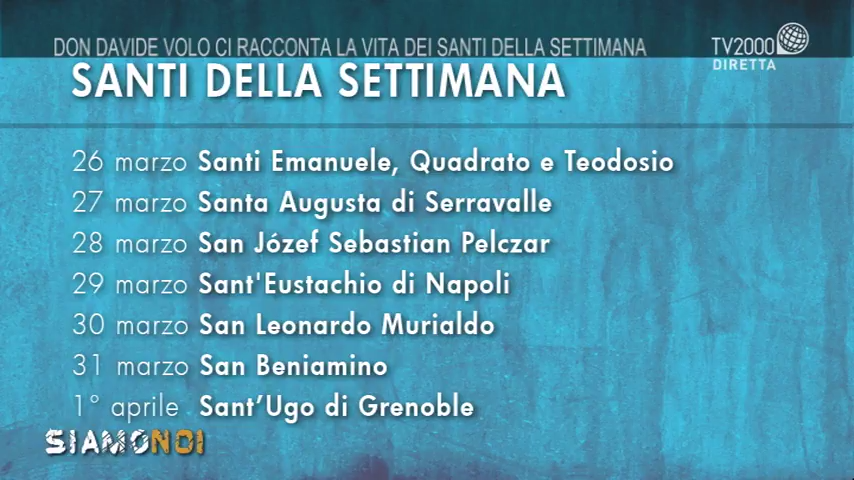 DON DAVIDE VOLO CI RACCONTA LA VITA DEI SANTI DELLA SETTIMANA
TV2000
DIRETTA
SANTI DELLA SETTIMANA
26 marzo Santi Emanuele, Quadrato e Teodosio
27 marzo Santa Augusta di Serravalle
28 marzo San Józef Sebastian Pelczar
29 marzo Sant'Eustachio di Napoli
30 marzo San Leonardo Murialdo
31 marzo San Beniamino
1° aprile Sant’Ugo di Grenoble
SIAMONOI